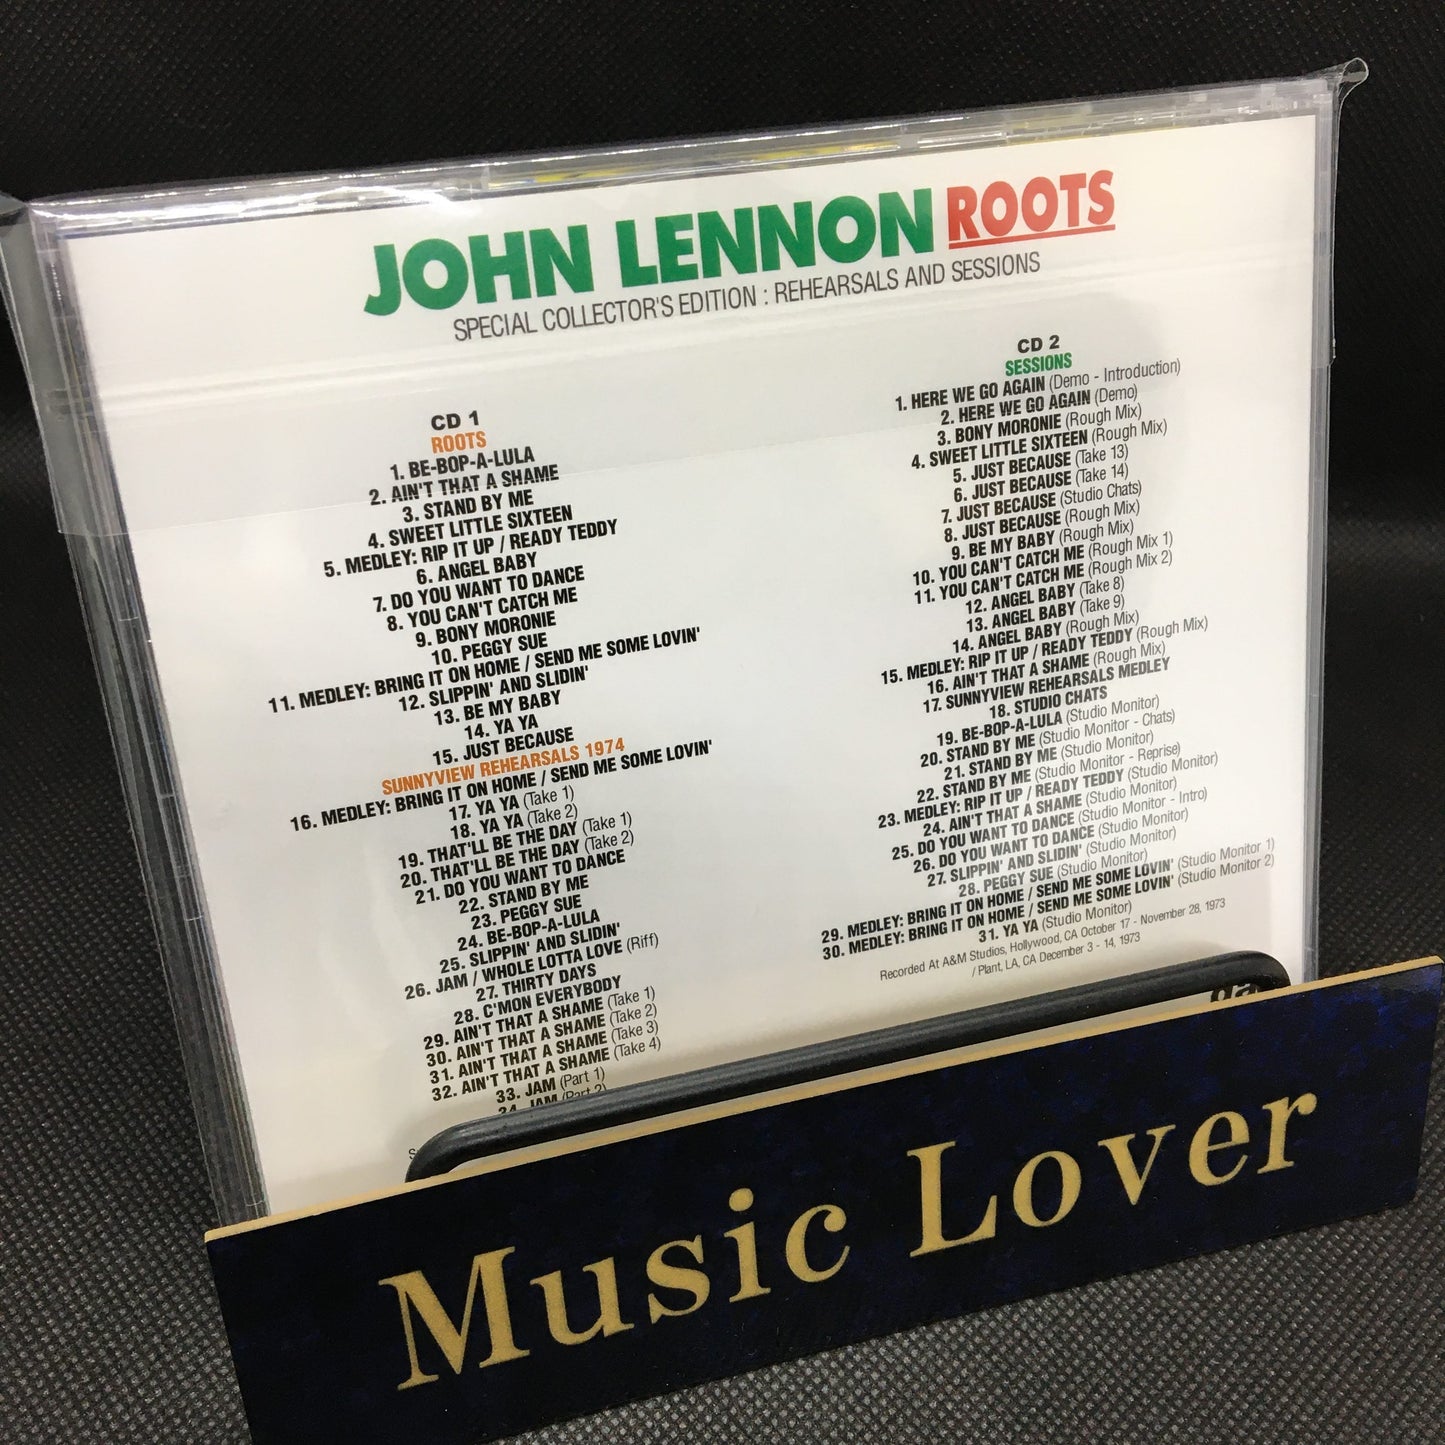 JOHN LENNON ROOTS
SPECIAL COLLECTOR'S EDITION : REHEARSALS AND SESSIONS
CD 1
ROOTS
1. BE-BOP-A-LULA
2. AIN'T THAT A SHAME
3. STAND BY ME
4. SWEET LITTLE SIXTEEN
5. MEDLEY: RIP IT UP / READY TEDDY
6. ANGEL BABY
7. DO YOU WANT TO DANCE
8. YOU CAN'T CATCH ME
9. BONY MORONIE
10. PEGGY SUE
11. MEDLEY: BRING IT ON HOME / SEND ME SOME LOVIN'
12. SLIPPIN' AND SLIDIN'
13. BE MY BABY
14. YA YA
15. JUST BECAUSE
SUNNYVIEW REHEARSALS 1974
16. MEDLEY: BRING IT ON HOME / SEND ME SOME LOVIN'
17. YA YA (Take 1)
18. YA YA (Take 2)
19. THAT'LL BE THE DAY (Take 1)
20. THAT'LL BE THE DAY (Take 2)
21. DO YOU WANT TO DANCE
22. STAND BY ME
23. PEGGY SUE
24. BE-BOP-A-LULA
25. SLIPPIN' AND SLIDIN'
26. JAM / WHOLE LOTTA LOVE (Riff)
27. THIRTY DAYS
28. C'MON EVERYBODY
29. AIN'T THAT A SHAME (Take 1)
30. AIN'T THAT A SHAME (Take 2)
31. AIN'T THAT A SHAME (Take 3)
32. AIN'T THAT A SHAME (Take 4)
33. JAM (Part 1)
34. JAM (Part 2)
CD 2
SESSIONS
1. HERE WE GO AGAIN (Demo - Introduction)
2. HERE WE GO AGAIN (Demo)
3. BONY MORONIE (Rough Mix)
4. SWEET LITTLE SIXTEEN (Rough Mix)
5. JUST BECAUSE (Take 13)
6. JUST BECAUSE (Take 14)
7. JUST BECAUSE (Studio Chats)
8. JUST BECAUSE (Rough Mix)
9. BE MY BABY (Rough Mix)
10. YOU CAN'T CATCH ME (Rough Mix 1)
11. YOU CAN'T CATCH ME (Rough Mix 2)
12. ANGEL BABY (Take 8)
13. ANGEL BABY (Take 9)
14. ANGEL BABY (Rough Mix)
15. MEDLEY: RIP IT UP / READY TEDDY (Rough Mix)
16. AIN'T THAT A SHAME (Rough Mix)
17. SUNNYVIEW REHEARSALS MEDLEY
18. STUDIO CHATS
19. BE-BOP-A-LULA (Studio Monitor)
20. STAND BY ME (Studio Monitor - Chats)
21. STAND BY ME (Studio Monitor)
22. STAND BY ME (Studio Monitor - Reprise)
23. MEDLEY: RIP IT UP / READY TEDDY (Studio Monitor)
24. AIN'T THAT A SHAME (Studio Monitor)
25. DO YOU WANT TO DANCE (Studio Monitor - Intro)
26. DO YOU WANT TO DANCE (Studio Monitor)
27. SLIPPIN' AND SLIDIN' (Studio Monitor)
28. PEGGY SUE (Studio Monitor)
29. MEDLEY: BRING IT ON HOME / SEND ME SOME LOVIN' (Studio Monitor 1)
30. MEDLEY: BRING IT ON HOME / SEND ME SOME LOVIN' (Studio Monitor 2)
31. YA YA (Studio Monitor)
Recorded At A&M Studios, Hollywood, CA October 17 - November 28, 1973
/ Plant, LA, CA December 3 - 14, 1973
Music Lover